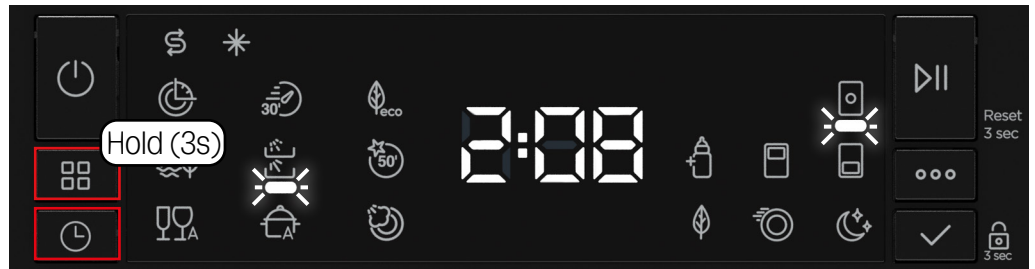 30'
eco
2:08
Reset
3 sec
Hold (3s)
50'
A
A
3 sec